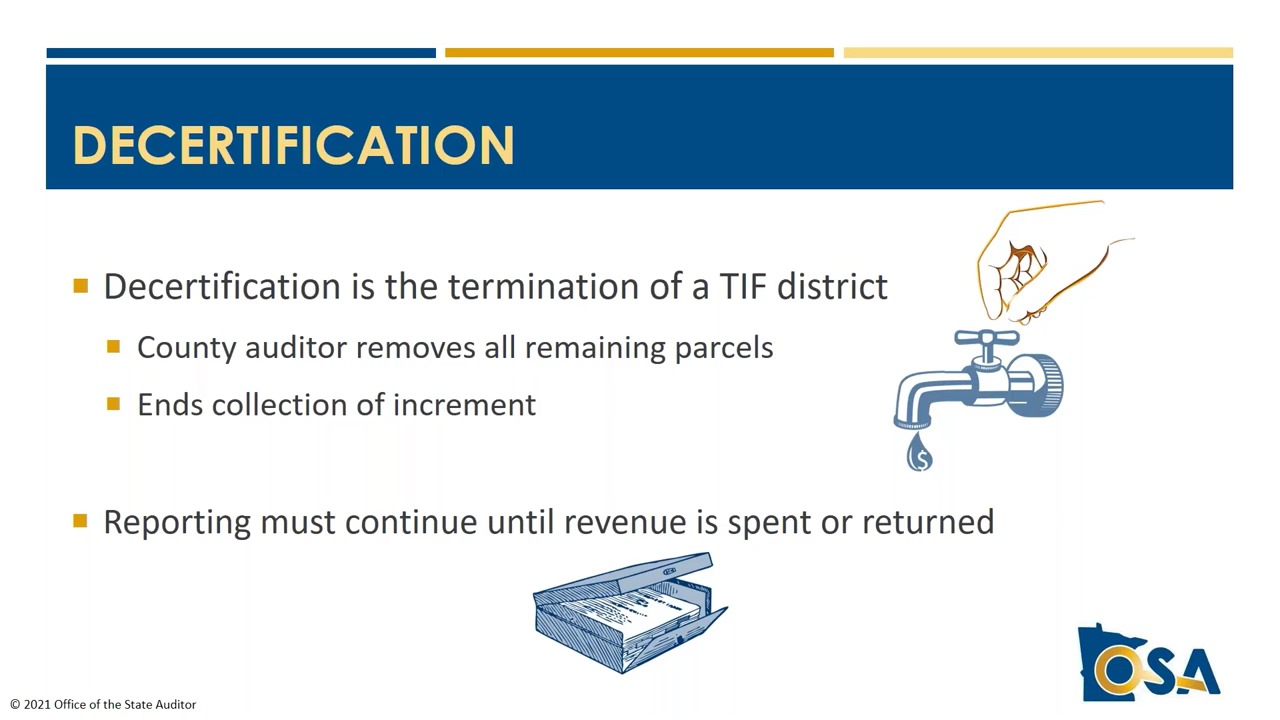 DECERTIFICATION
Decertification is the termination of a TIF district
County auditor removes all remaining parcels
Ends collection of increment
$
Reporting must continue until revenue is spent or returned
OSA
© 2021 Office of the State Auditor